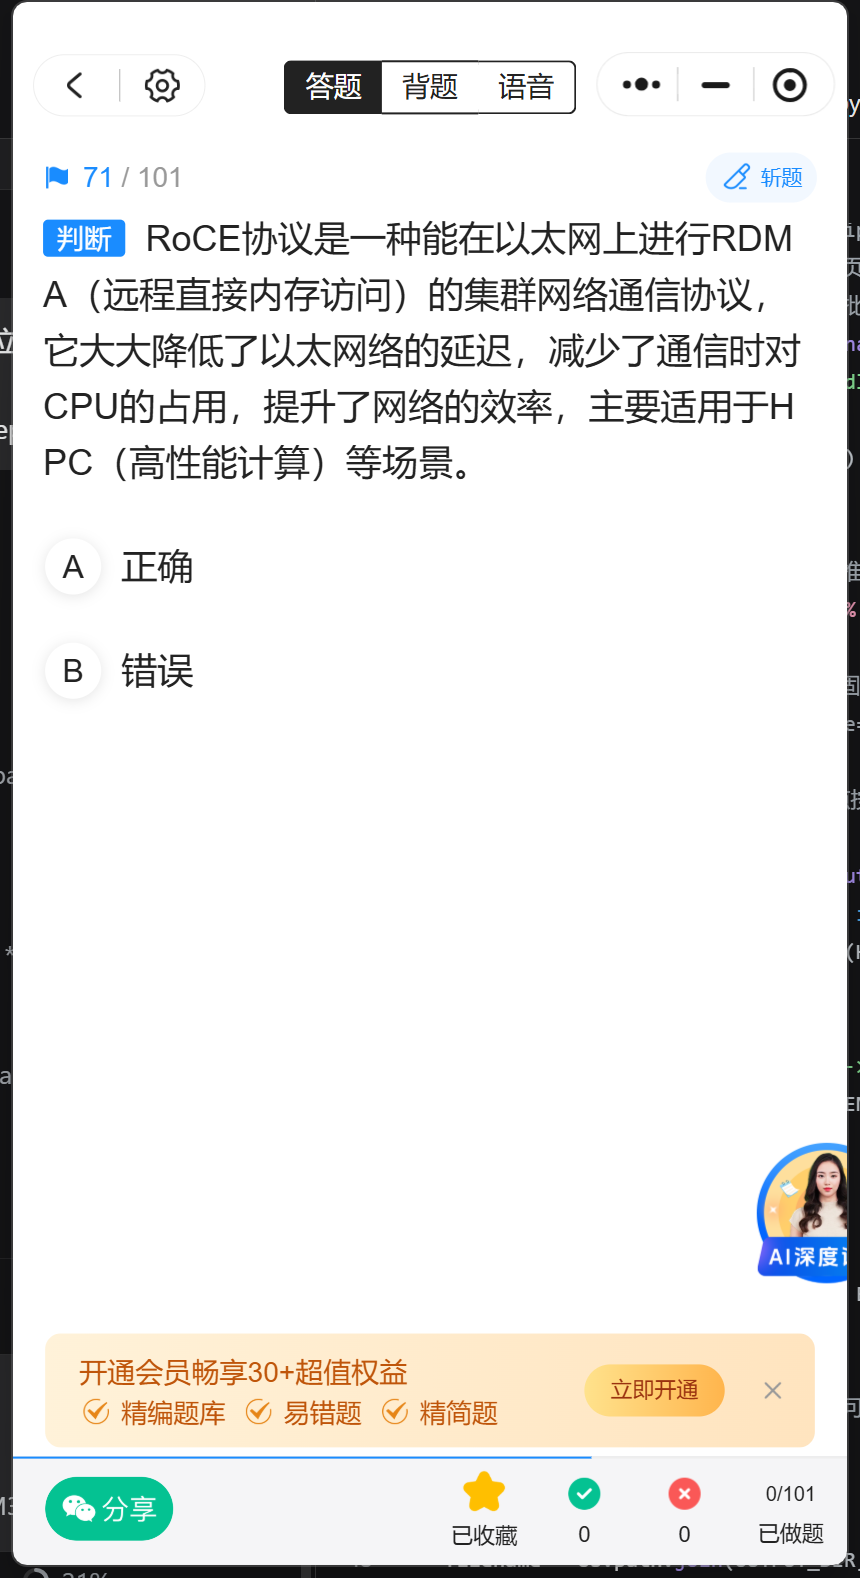 答题 背题 语音
71 / 101
斩题
判断 RoCE协议是一种能在以太网上进行RDM
A（远程直接内存访问）的集群网络通信协议，
它大大降低了以太网络的延迟，减少了通信时对
CPU的占用，提升了网络的效率，主要适用于H
PC（高性能计算）等场景。
A 正确
B 错误
AI深度
开通会员畅享30+超值权益
精编题库 易错题 精简题
立即开通
分享
已收藏
0
0
0/101
已做题
21%